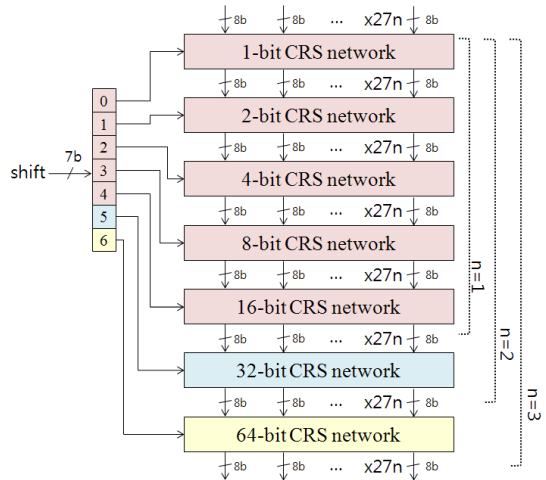 8b 8b ... x27n 8b
1-bit CRS network
8b 8b ... x27n 8b
2-bit CRS network
8b 8b ... x27n 8b
4-bit CRS network
8b 8b ... x27n 8b
8-bit CRS network
8b 8b ... x27n 8b
16-bit CRS network
8b 8b ... x27n 8b
32-bit CRS network
8b 8b ... x27n 8b
64-bit CRS network
8b 8b ... x27n 8b
shift
7b
0
1
2
3
4
5
6
n=1
n=2
n=3